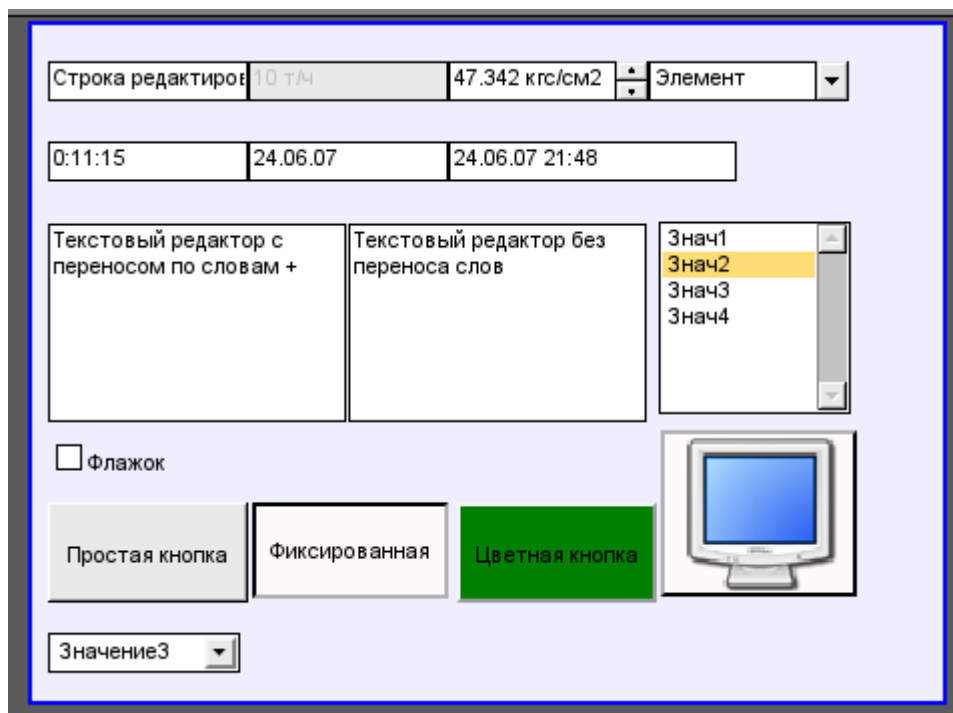 Строка редактиров 10 т/ч 47.342 кгс/см2 Элемент
0:11:15 24.06.07 24.06.07 21:48
Текстовый редактор с
переносом по словам +
Текстовый редактор без
переноса слов
Знач1
Знач2
Знач3
Знач4
Флажок
Простая кнопка Фиксированная Цветная кнопка
Значение3